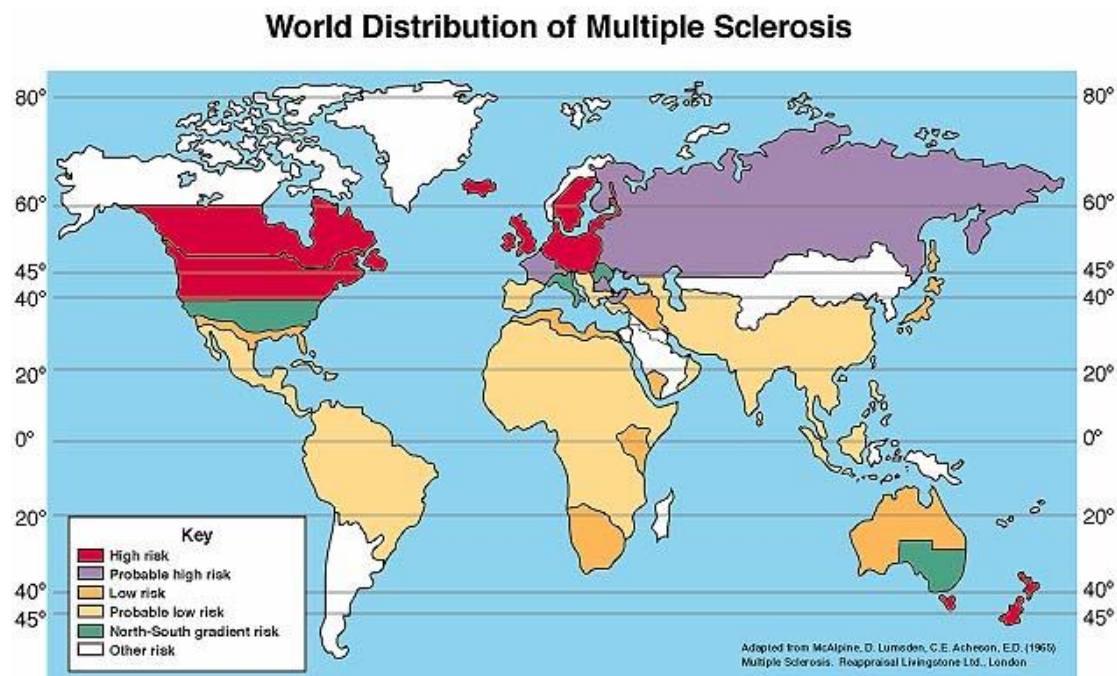 World Distribution of Multiple Sclerosis
80°
80°
60°
60°
45°
45°
40°
40°
20°
20°
0°
0°
20°
20°
40°
40°
45°
45°
Key
High risk
Probable high risk
Low risk
Probable low risk
North-South gradient risk
Other risk
Adapted from McAlpine, D. Lumsden, C.E. Acheson, E.D. (1965)
Multiple Sclerosis. Reappraisal Livingstone Ltd., London